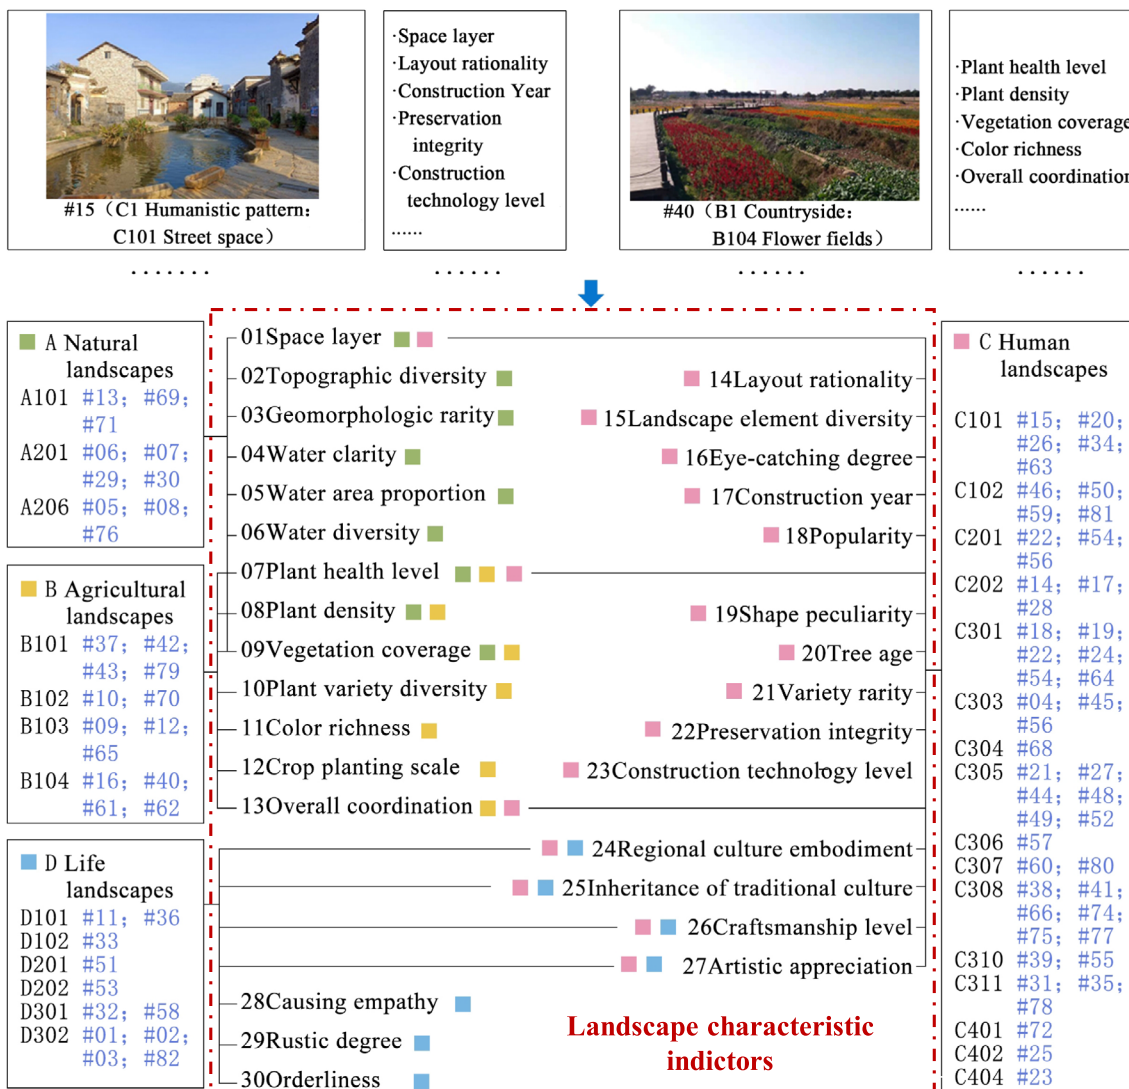 ·Space layer
·Layout rationality
·Construction Year
·Preservation
integrity
·Construction
technology level
......
#15（C1 Humanistic pattern：
C101 Street space）
·Plant health level
·Plant density
·Vegetation coverage
·Color richness
·Overall coordination
......
#40（B1 Countryside：
B104 Flower fields）
. . . . . . .
. . . . . .
. . . . . .
. . . . . .
A Natural
landscapes
A101 #13; #69;
#71
A201 #06; #07;
#29; #30
A206 #05; #08;
#76
B Agricultural
landscapes
B101 #37; #42;
#43; #79
B102 #10; #70
B103 #09; #12;
#65
B104 #16; #40;
#61; #62
D Life
landscapes
D101 #11; #36
D102 #33
D201 #51
D202 #53
D301 #32; #58
D302 #01; #02;
#03; #82
01Space layer
02Topographic diversity
03Geomorphologic rarity
04Water clarity
05Water area proportion
06Water diversity
07Plant health level
08Plant density
09Vegetation coverage
10Plant variety diversity
11Color richness
12Crop planting scale
13Overall coordination
14Layout rationality
15Landscape element diversity
16Eye-catching degree
17Construction year
18Popularity
19Shape peculiarity
20Tree age
21Variety rarity
22Preservation integrity
23Construction technology level
24Regional culture embodiment
25Inheritance of traditional culture
26Craftsmanship level
27Artistic appreciation
28Causing empathy
29Rustic degree
30Orderliness
Landscape characteristic
indictors
C Human
landscapes
C101 #15; #20;
#26; #34;
#63
C102 #46; #50;
#59; #81
C201 #22; #54;
#56
C202 #14; #17;
#28
C301 #18; #19;
#22; #24;
#54; #64
C303 #04; #45;
#56
C304 #68
C305 #21; #27;
#44; #48;
#49; #52
C306 #57
C307 #60; #80
C308 #38; #41;
#66; #74;
#75; #77
C310 #39; #55
C311 #31; #35;
#78
C401 #72
C402 #25
C404 #23